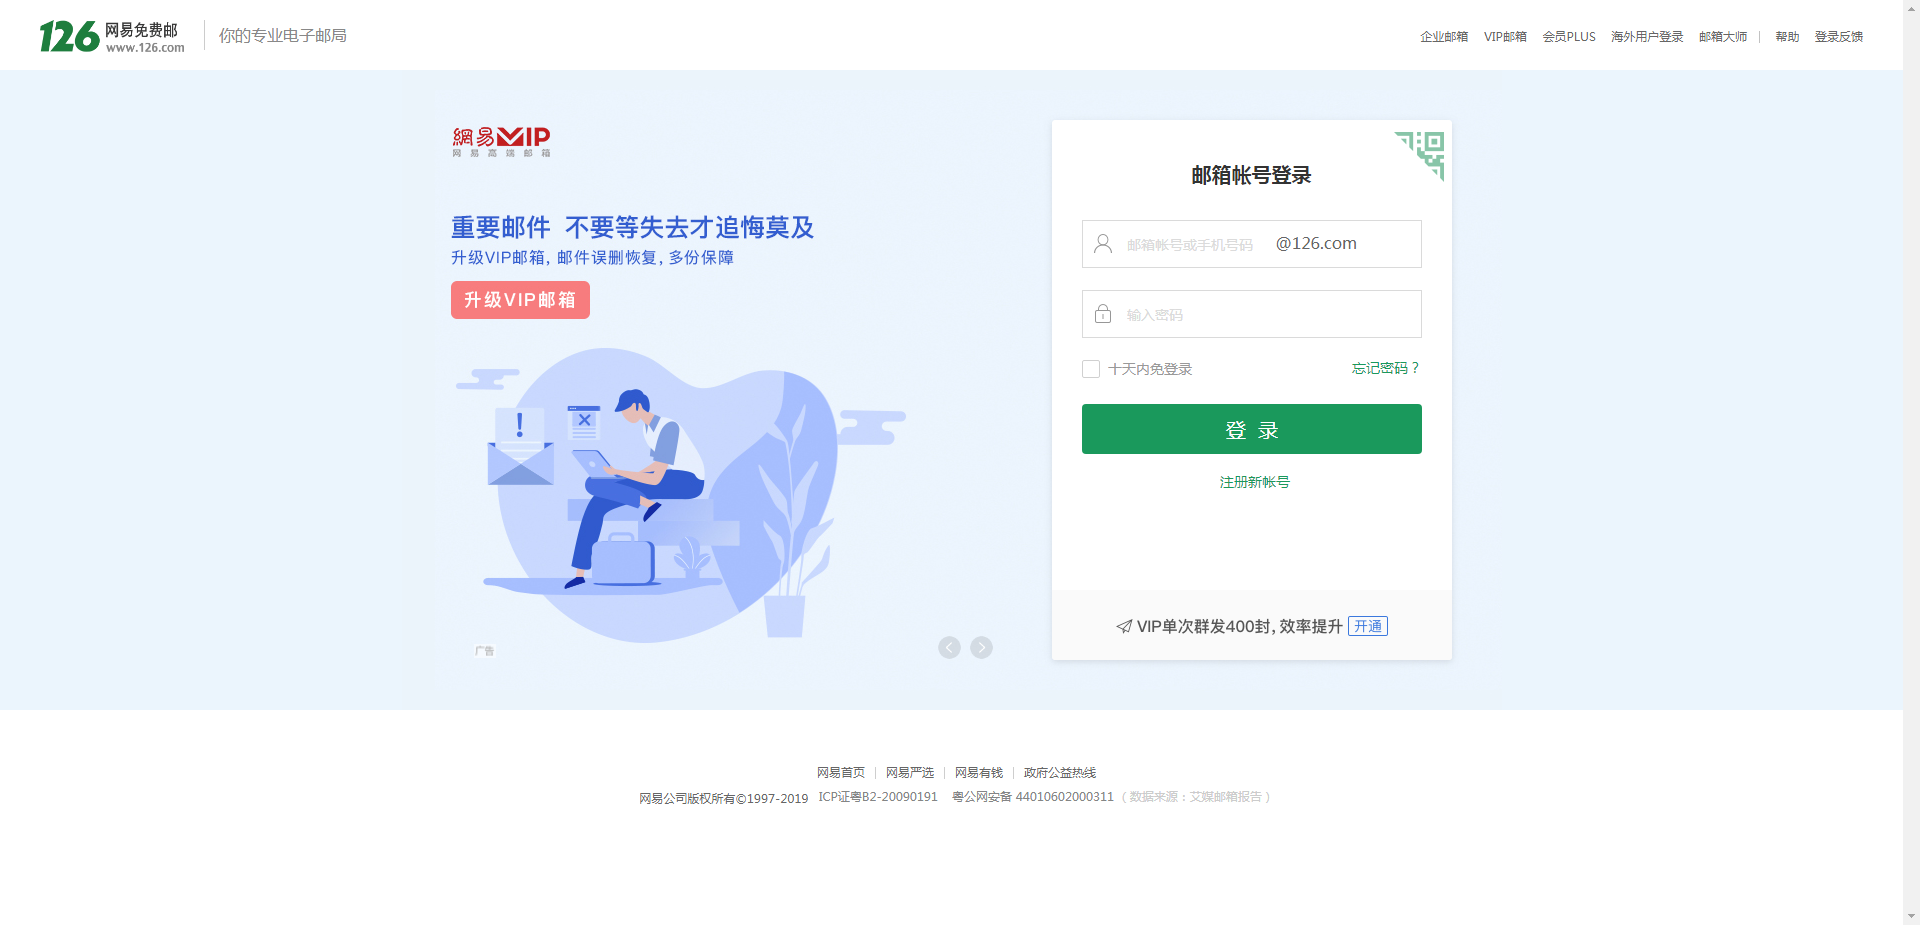 126 网易免费邮
www.126.com
你的专业电子邮局
企业邮箱 VIP邮箱 会员PLUS 海外用户登录 邮箱大师 | 帮助 登录反馈
網易VIP
网易高端邮箱
重要邮件 不要等失去才追悔莫及
升级VIP邮箱, 邮件误删恢复, 多份保障
升级VIP邮箱
广告
邮箱帐号登录
邮箱帐号或手机号码 @126.com
输入密码
十天内免登录 忘记密码？
登 录
注册新帐号
VIP单次群发400封, 效率提升 开通
网易首页 | 网易严选 | 网易有钱 | 政府公益热线
网易公司版权所有©1997-2019 ICP证粤B2-20090191 粤公网安备 44010602000311 （数据来源：艾媒邮箱报告）